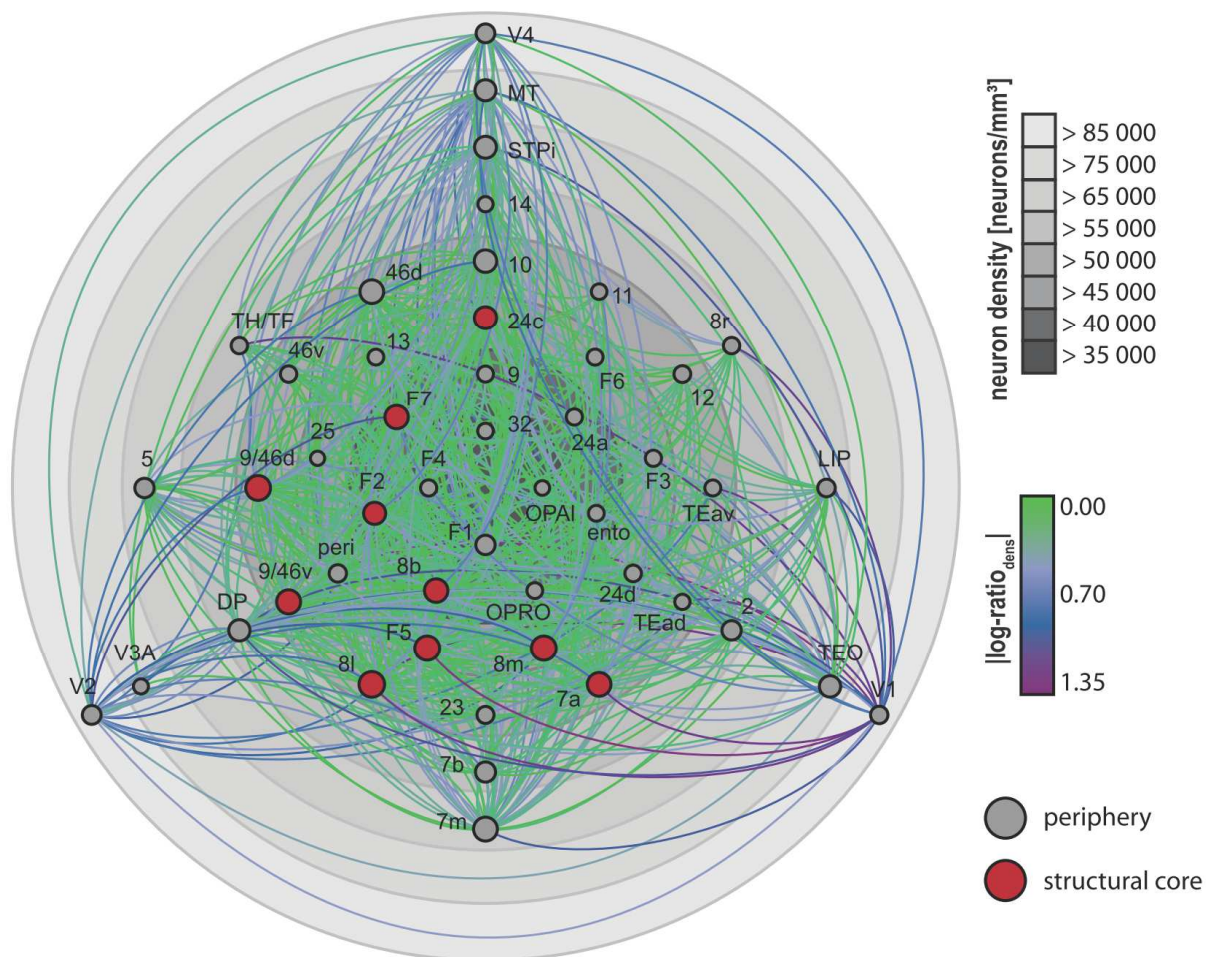 V4
MT
STPi
14
10
46d
11
24c
8r
TH/TF
13
46v
9
F6
12
F7
32
24a
25
5
9/46d
F4
F3
LIP
F2
OPAI
TEav
ento
F1
peri
8b
9/46v
24d
DP
OPRO
TEad
2
F5
V3A
8m
TEO
8l
7a
V2
V1
23
7b
7m
neuron density [neurons/mm³]
> 85 000
> 75 000
> 65 000
> 55 000
> 50 000
> 45 000
> 40 000
> 35 000
|log-ratio_dens|
0.00
0.70
1.35
periphery
structural core